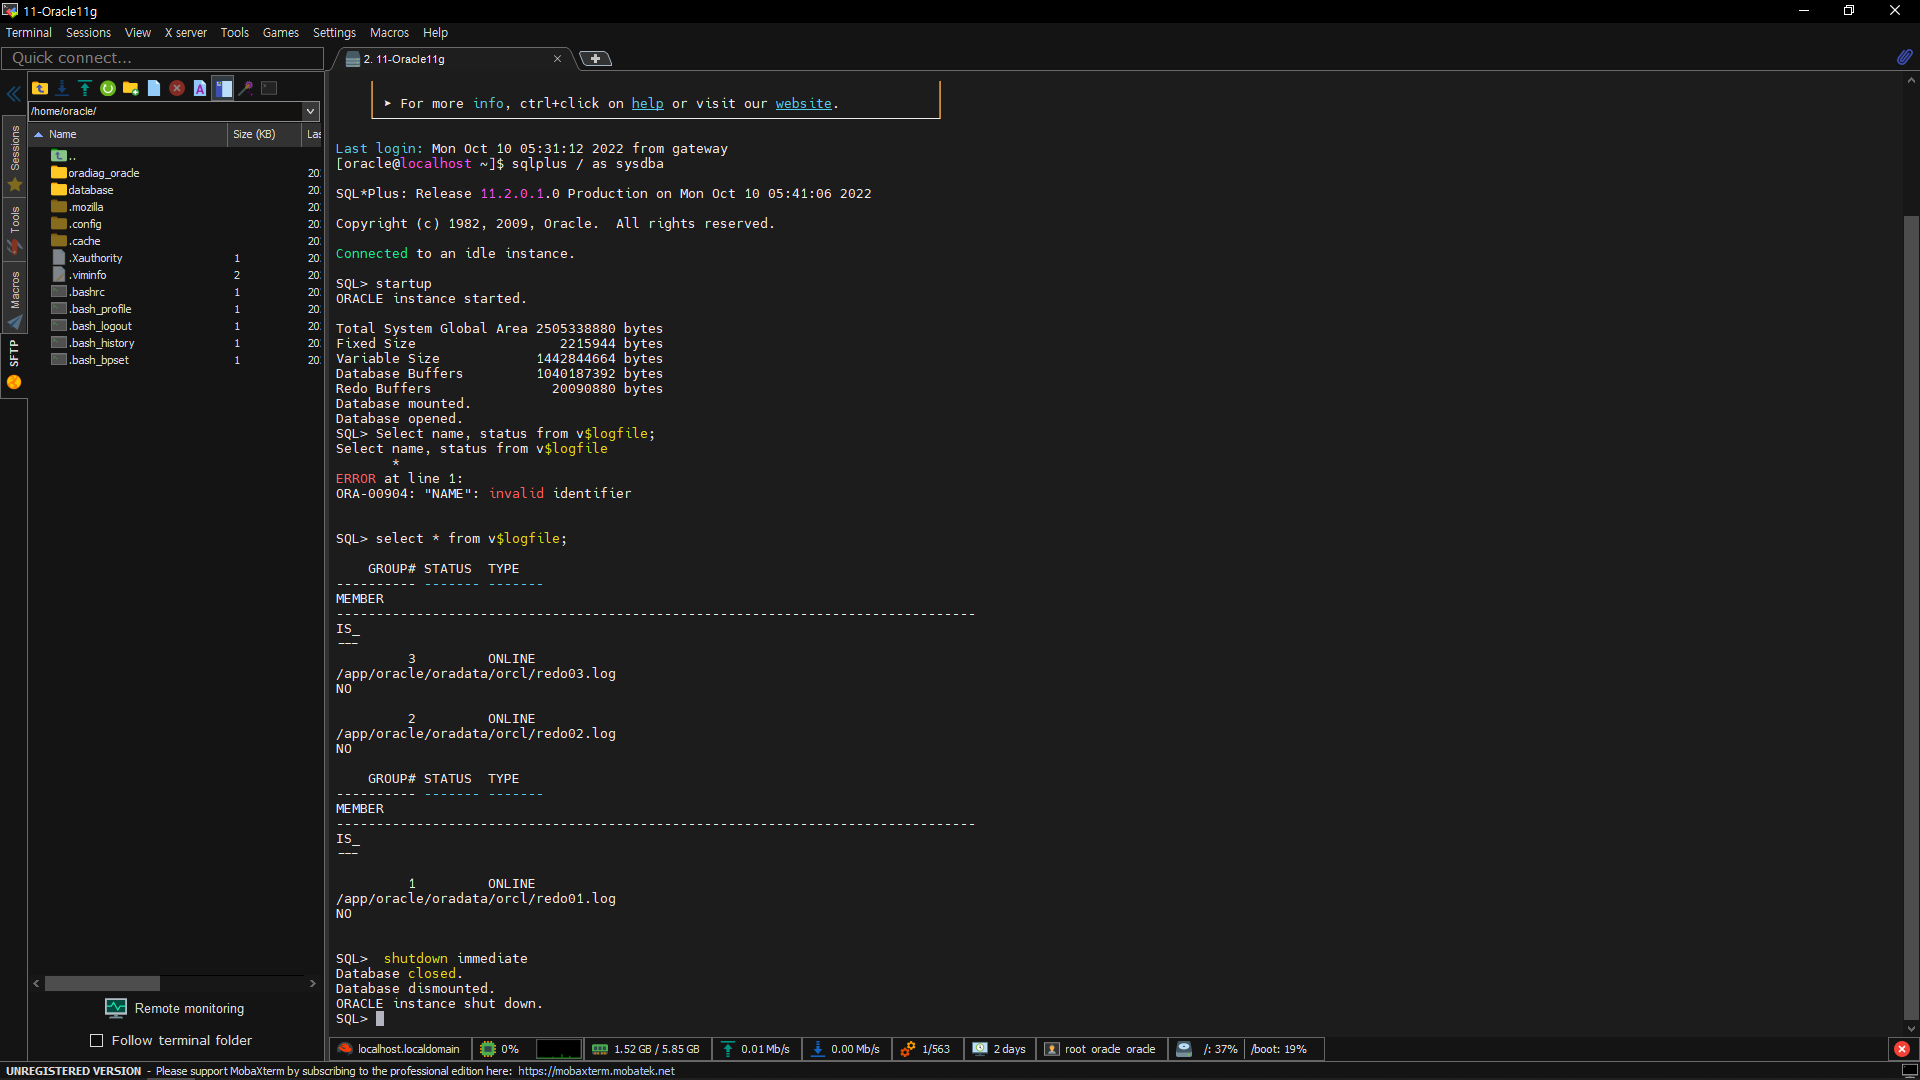 11-Oracle11g
Terminal Sessions View X server Tools Games Settings Macros Help
Quick connect...
2. 11-Oracle11g
/home/oracle/
Name Size (KB) Las
..
oradiag_oracle 20
database 20
.mozilla 20
.config 20
.cache 20
.Xauthority 1 20
.viminfo 2 20
.bashrc 1 20
.bash_profile 1 20
.bash_logout 1 20
.bash_history 1 20
.bash_bpset 1 20
Sessions
Tools
Macros
SFTP
Remote monitoring
Follow terminal folder
➤ For more info, ctrl+click on help or visit our website.
Last login: Mon Oct 10 05:31:12 2022 from gateway
[oracle@localhost ~]$ sqlplus / as sysdba
SQL*Plus: Release 11.2.0.1.0 Production on Mon Oct 10 05:41:06 2022
Copyright (c) 1982, 2009, Oracle.  All rights reserved.
Connected to an idle instance.
SQL> startup
ORACLE instance started.
Total System Global Area 2505338880 bytes
Fixed Size                  2215944 bytes
Variable Size            1442844664 bytes
Database Buffers         1040187392 bytes
Redo Buffers               20090880 bytes
Database mounted.
Database opened.
SQL> Select name, status from v$logfile;
Select name, status from v$logfile
       *
ERROR at line 1:
ORA-00904: "NAME": invalid identifier
SQL> select * from v$logfile;
    GROUP# STATUS  TYPE
---------- ------- -------
MEMBER
--------------------------------------------------------------------------------
IS_
---
         3         ONLINE
/app/oracle/oradata/orcl/redo03.log
NO
         2         ONLINE
/app/oracle/oradata/orcl/redo02.log
NO
    GROUP# STATUS  TYPE
---------- ------- -------
MEMBER
--------------------------------------------------------------------------------
IS_
---
         1         ONLINE
/app/oracle/oradata/orcl/redo01.log
NO
SQL>  shutdown immediate
Database closed.
Database dismounted.
ORACLE instance shut down.
SQL>
localhost.localdomain 0% 1.52 GB / 5.85 GB 0.01 Mb/s 0.00 Mb/s 1/563 2 days root oracle oracle /: 37% /boot: 19%
UNREGISTERED VERSION - Please support MobaXterm by subscribing to the professional edition here: https://mobaxterm.mobatek.net